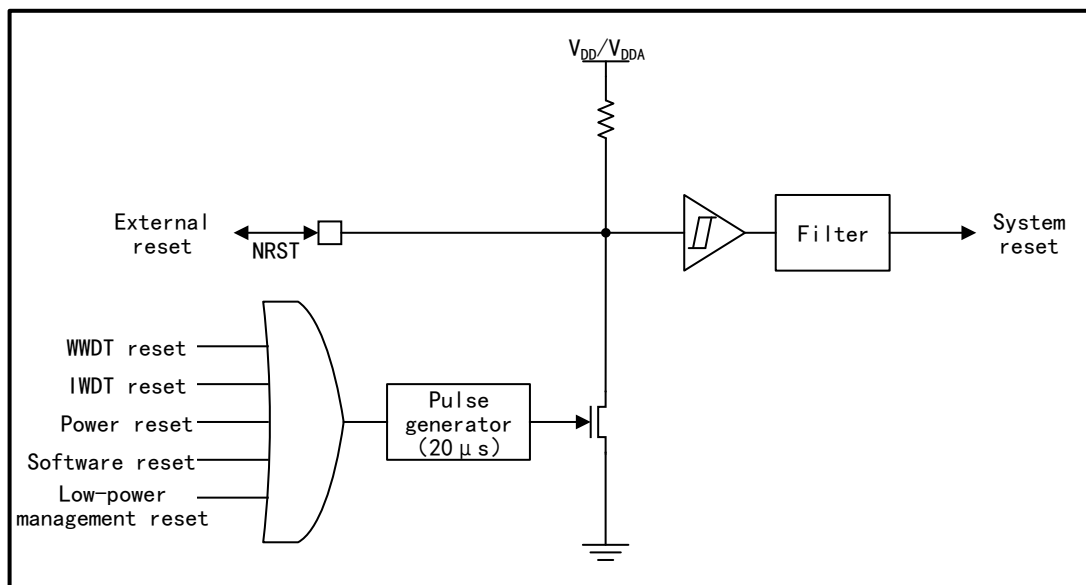 VDD/VDDA
External
reset
NRST
Filter
System
reset
WWDT reset
IWDT reset
Power reset
Software reset
Low-power
management reset
Pulse
generator
(20μs)